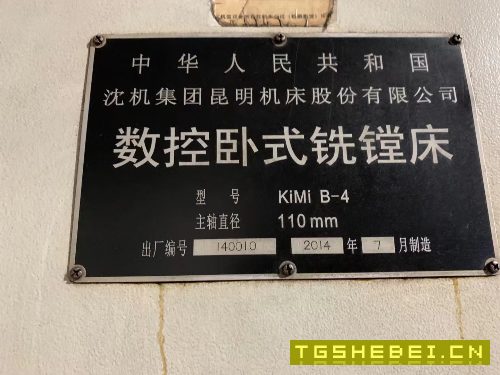 中华人民共和国
沈机集团昆明机床股份有限公司
数控卧式铣镗床
型号 KiMi B-4
主轴直径 110mm
出厂编号 140010 2014 年 7 月制造
TGSHEBEI.CN